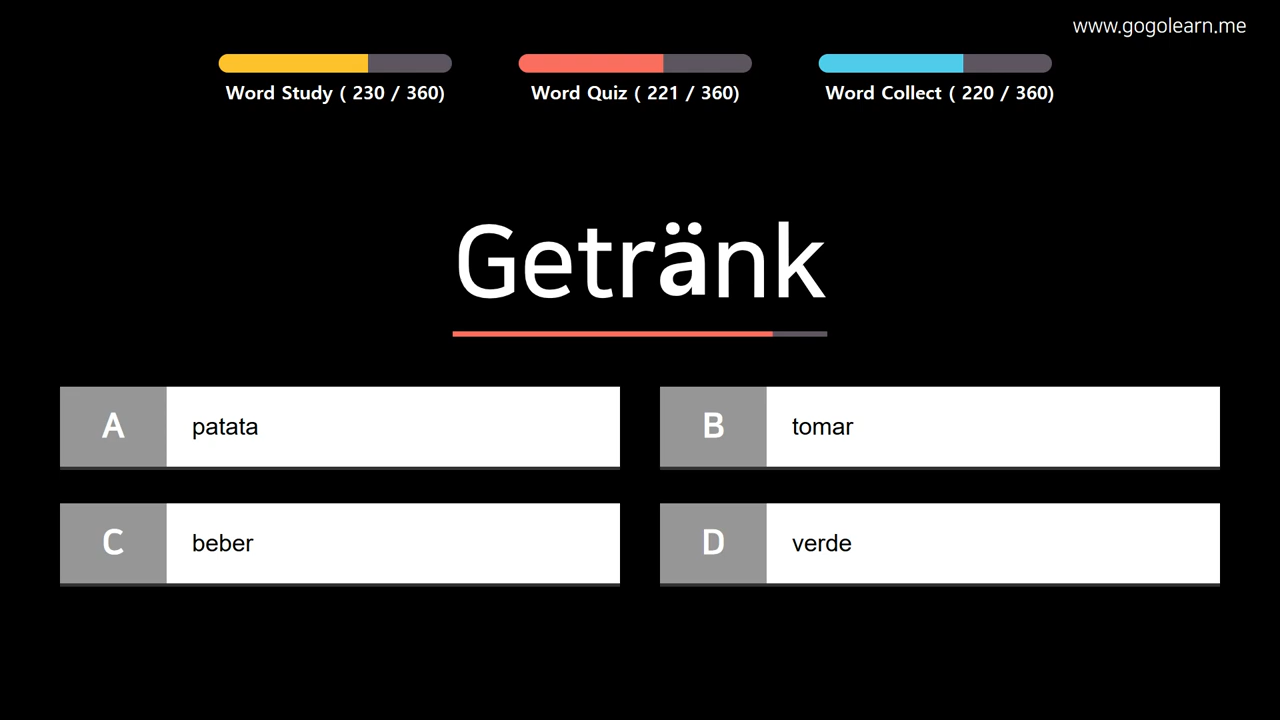 www.gogolearn.me
Word Study ( 230 / 360)
Word Quiz ( 221 / 360)
Word Collect ( 220 / 360)
Getränk
A patata
B tomar
C beber
D verde